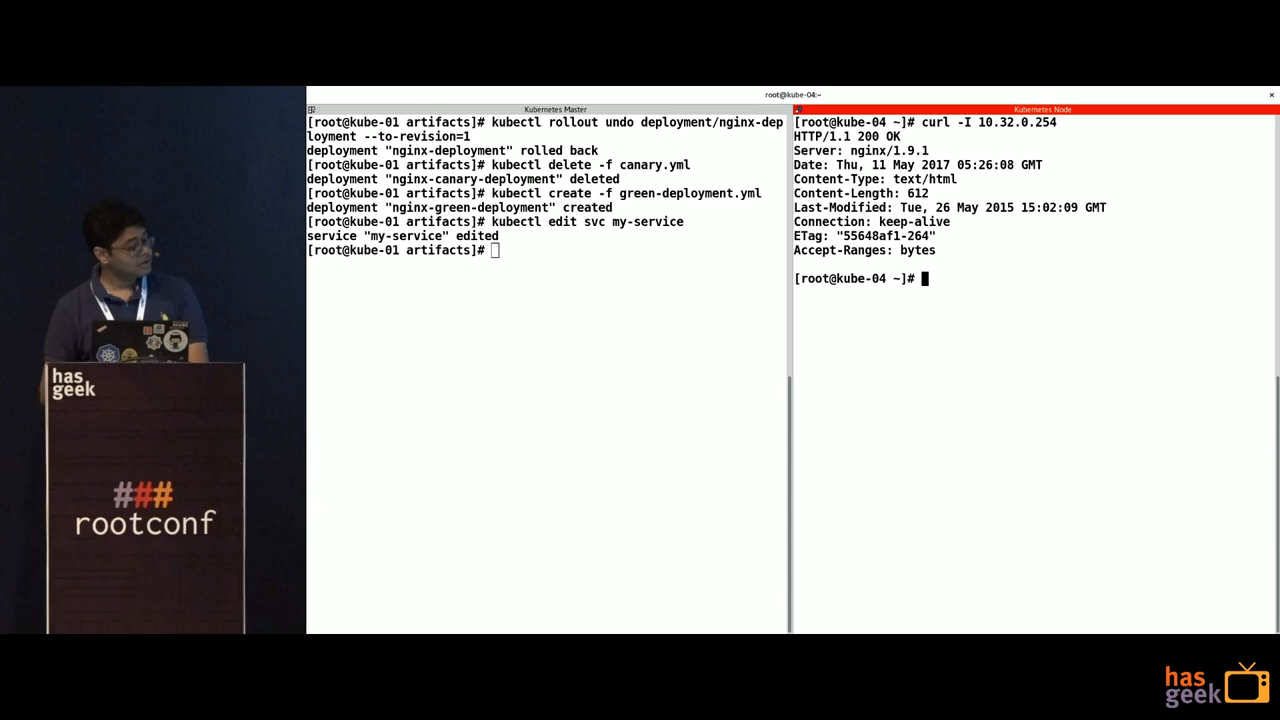 root@kube-04:~
×
Kubernetes Master
[root@kube-01 artifacts]# kubectl rollout undo deployment/nginx-dep
loyment --to-revision=1
deployment "nginx-deployment" rolled back
[root@kube-01 artifacts]# kubectl delete -f canary.yml
deployment "nginx-canary-deployment" deleted
[root@kube-01 artifacts]# kubectl create -f green-deployment.yml
deployment "nginx-green-deployment" created
[root@kube-01 artifacts]# kubectl edit svc my-service
service "my-service" edited
[root@kube-01 artifacts]#
Kubernetes Node
[root@kube-04 ~]# curl -I 10.32.0.254
HTTP/1.1 200 OK
Server: nginx/1.9.1
Date: Thu, 11 May 2017 05:26:08 GMT
Content-Type: text/html
Content-Length: 612
Last-Modified: Tue, 26 May 2015 15:02:09 GMT
Connection: keep-alive
ETag: "55648af1-264"
Accept-Ranges: bytes
[root@kube-04 ~]#
has
geek
###
rootconf
has
geek